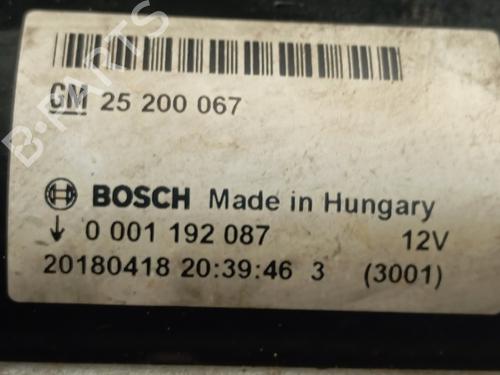 GM 25 200 067
BOSCH Made in Hungary
0 001 192 087 12V
20180418 20:39:46 3 (3001)
B-PARTS